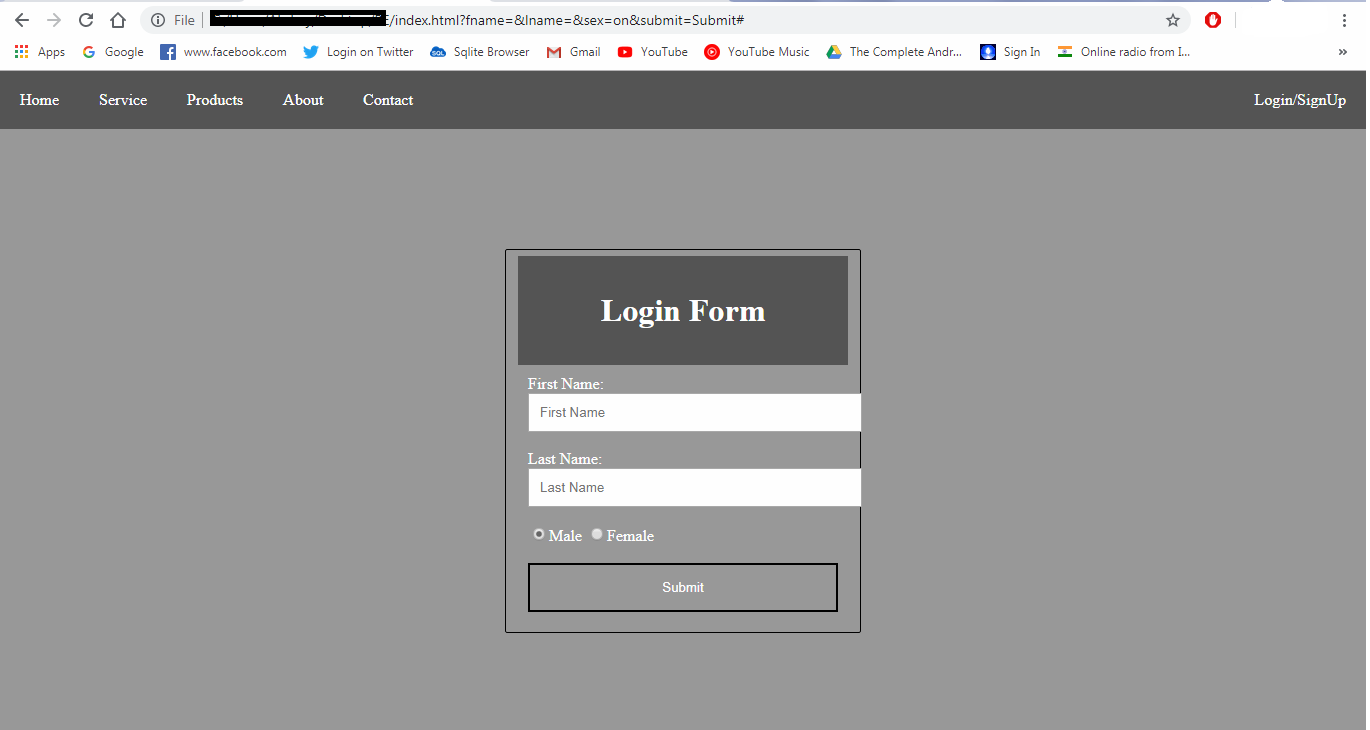 File /index.html?fname=&lname=&sex=on&submit=Submit#
Apps Google www.facebook.com Login on Twitter SQL Sqlite Browser Gmail YouTube YouTube Music The Complete Andr... Sign In Online radio from I... »
Home Service Products About Contact Login/SignUp
Login Form
First Name:
First Name
Last Name:
Last Name
Male Female
Submit